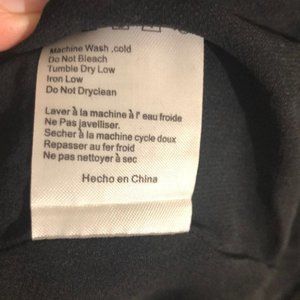 Machine Wash ,cold
Do Not Bleach
Tumble Dry Low
Iron Low
Do Not Dryclean
Laver à la machine à l' eau froide
Ne Pas javelliser.
Secher à la machine cycle doux
Repasser au fer froid
Ne pas nettoyer à sec
Hecho en China